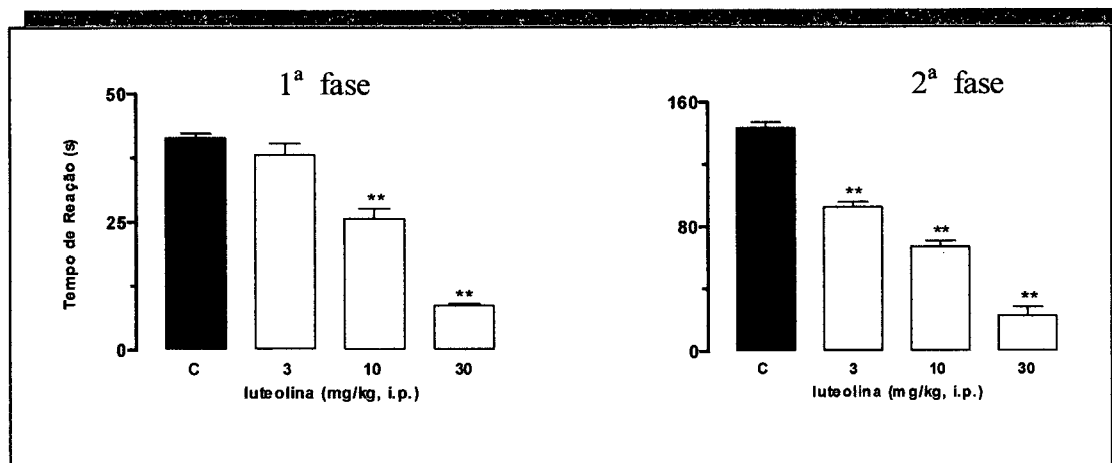 1ª fase
50
25
0
Tempo de Reação (s)
**
**
C 3 10 30
luteolina (mg/kg, i.p.)
2ª fase
160
80
0
**
**
**
C 3 10 30
luteolina (mg/kg, i.p.)